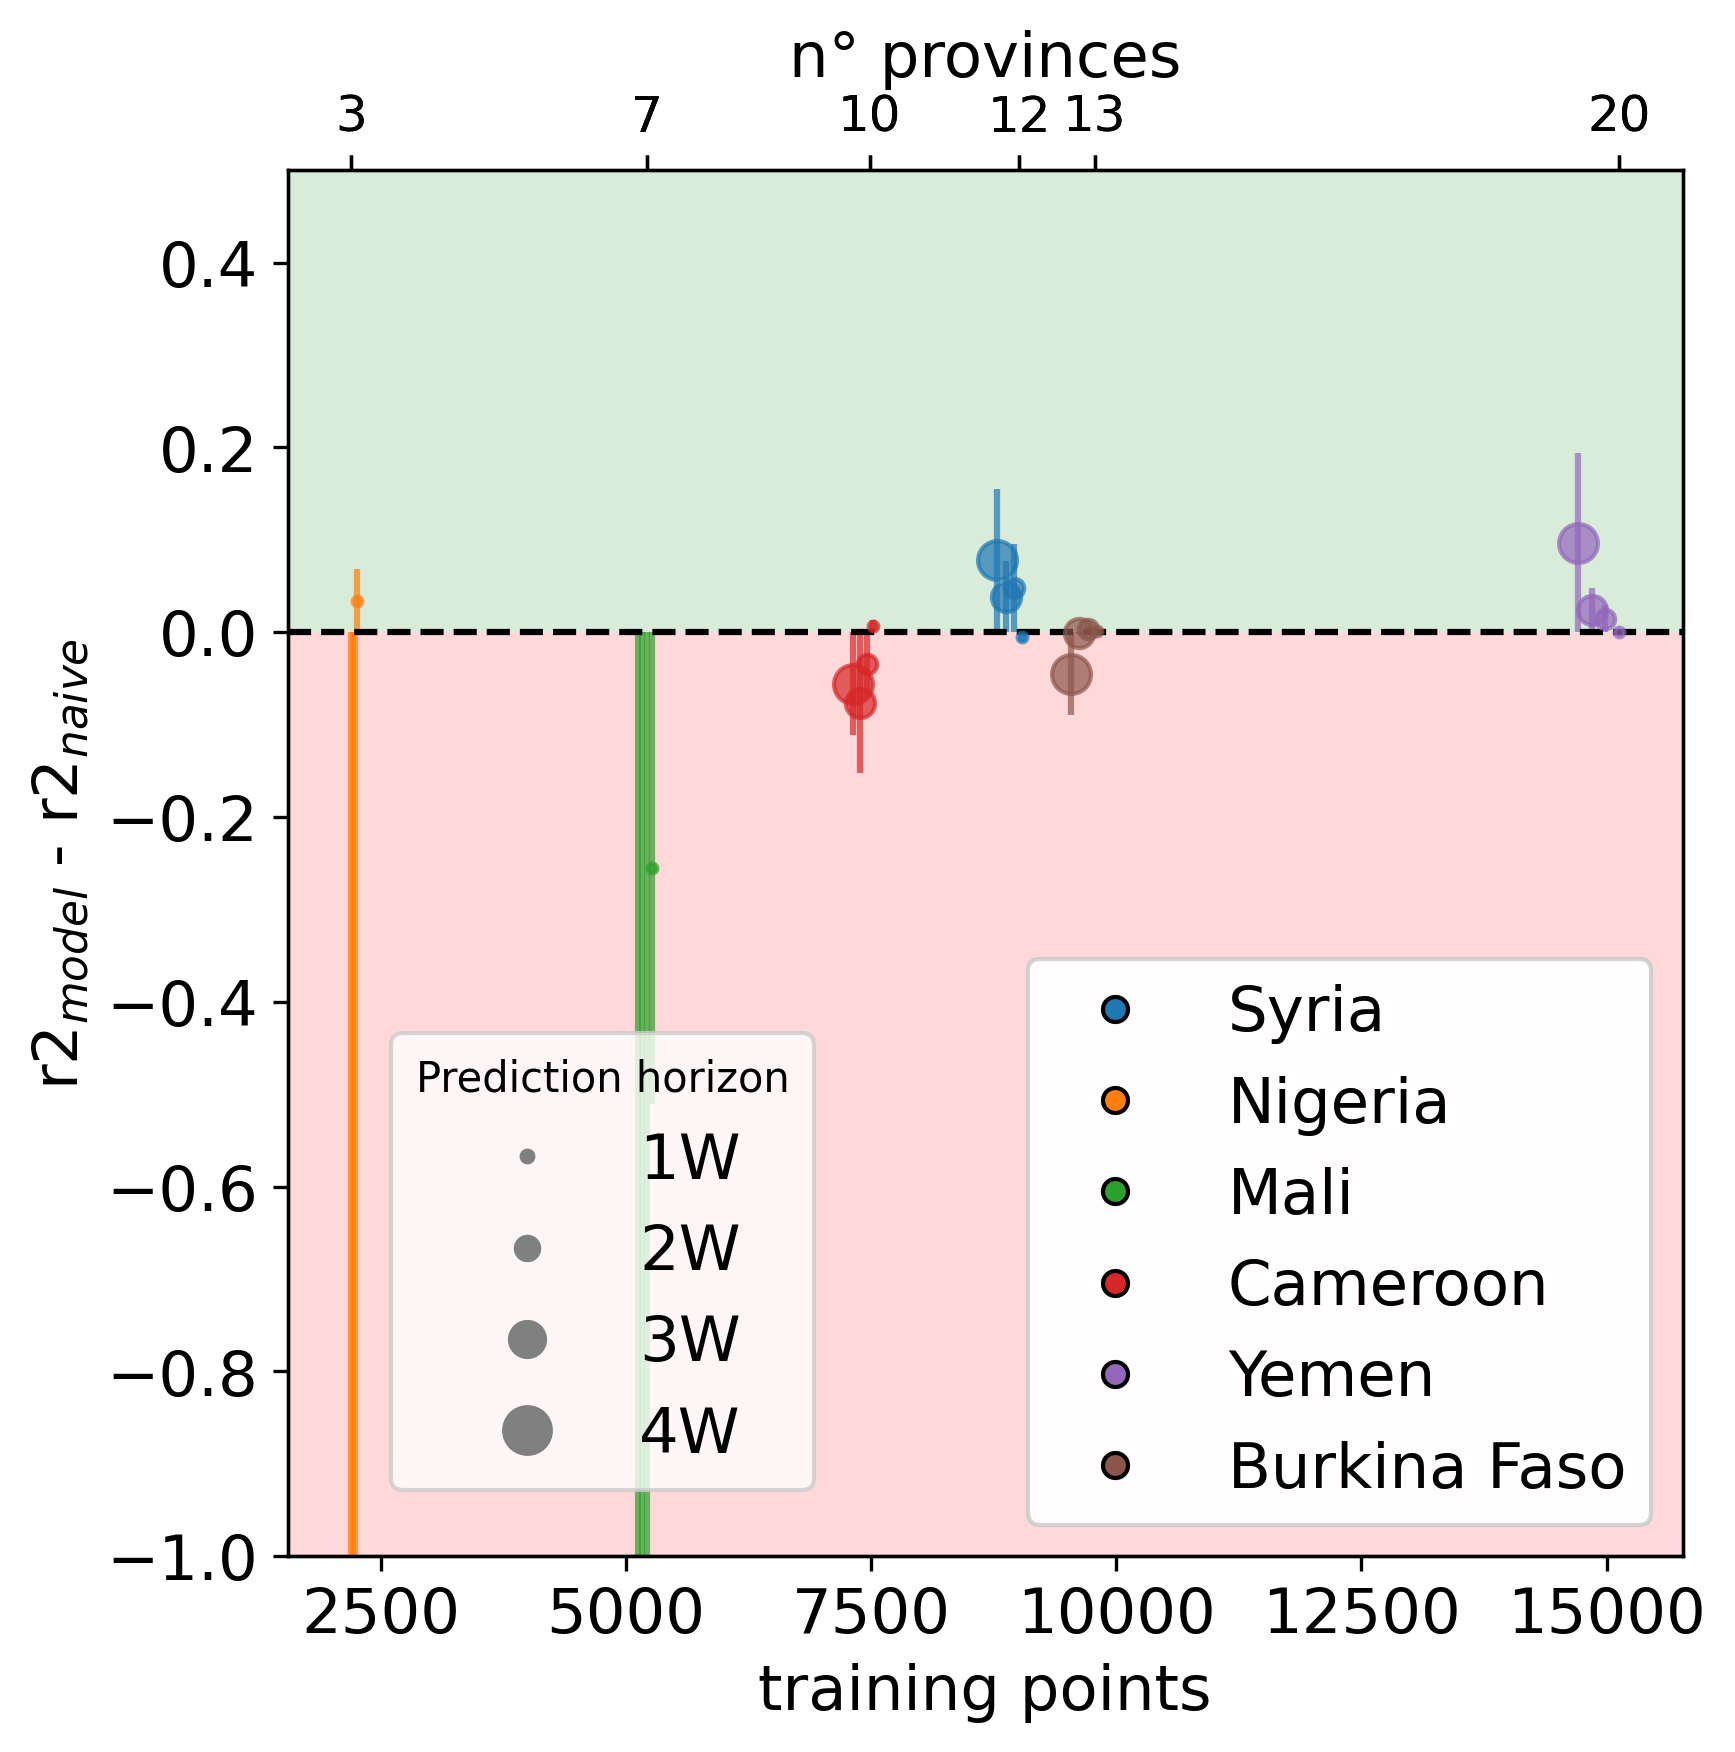 n° provinces
3 7 10 12 13 20
0.4
0.2
0.0
−0.2
−0.4
−0.6
−0.8
−1.0
r2model - r2naive
Prediction horizon
1W
2W
3W
4W
Syria
Nigeria
Mali
Cameroon
Yemen
Burkina Faso
2500 5000 7500 10000 12500 15000
training points